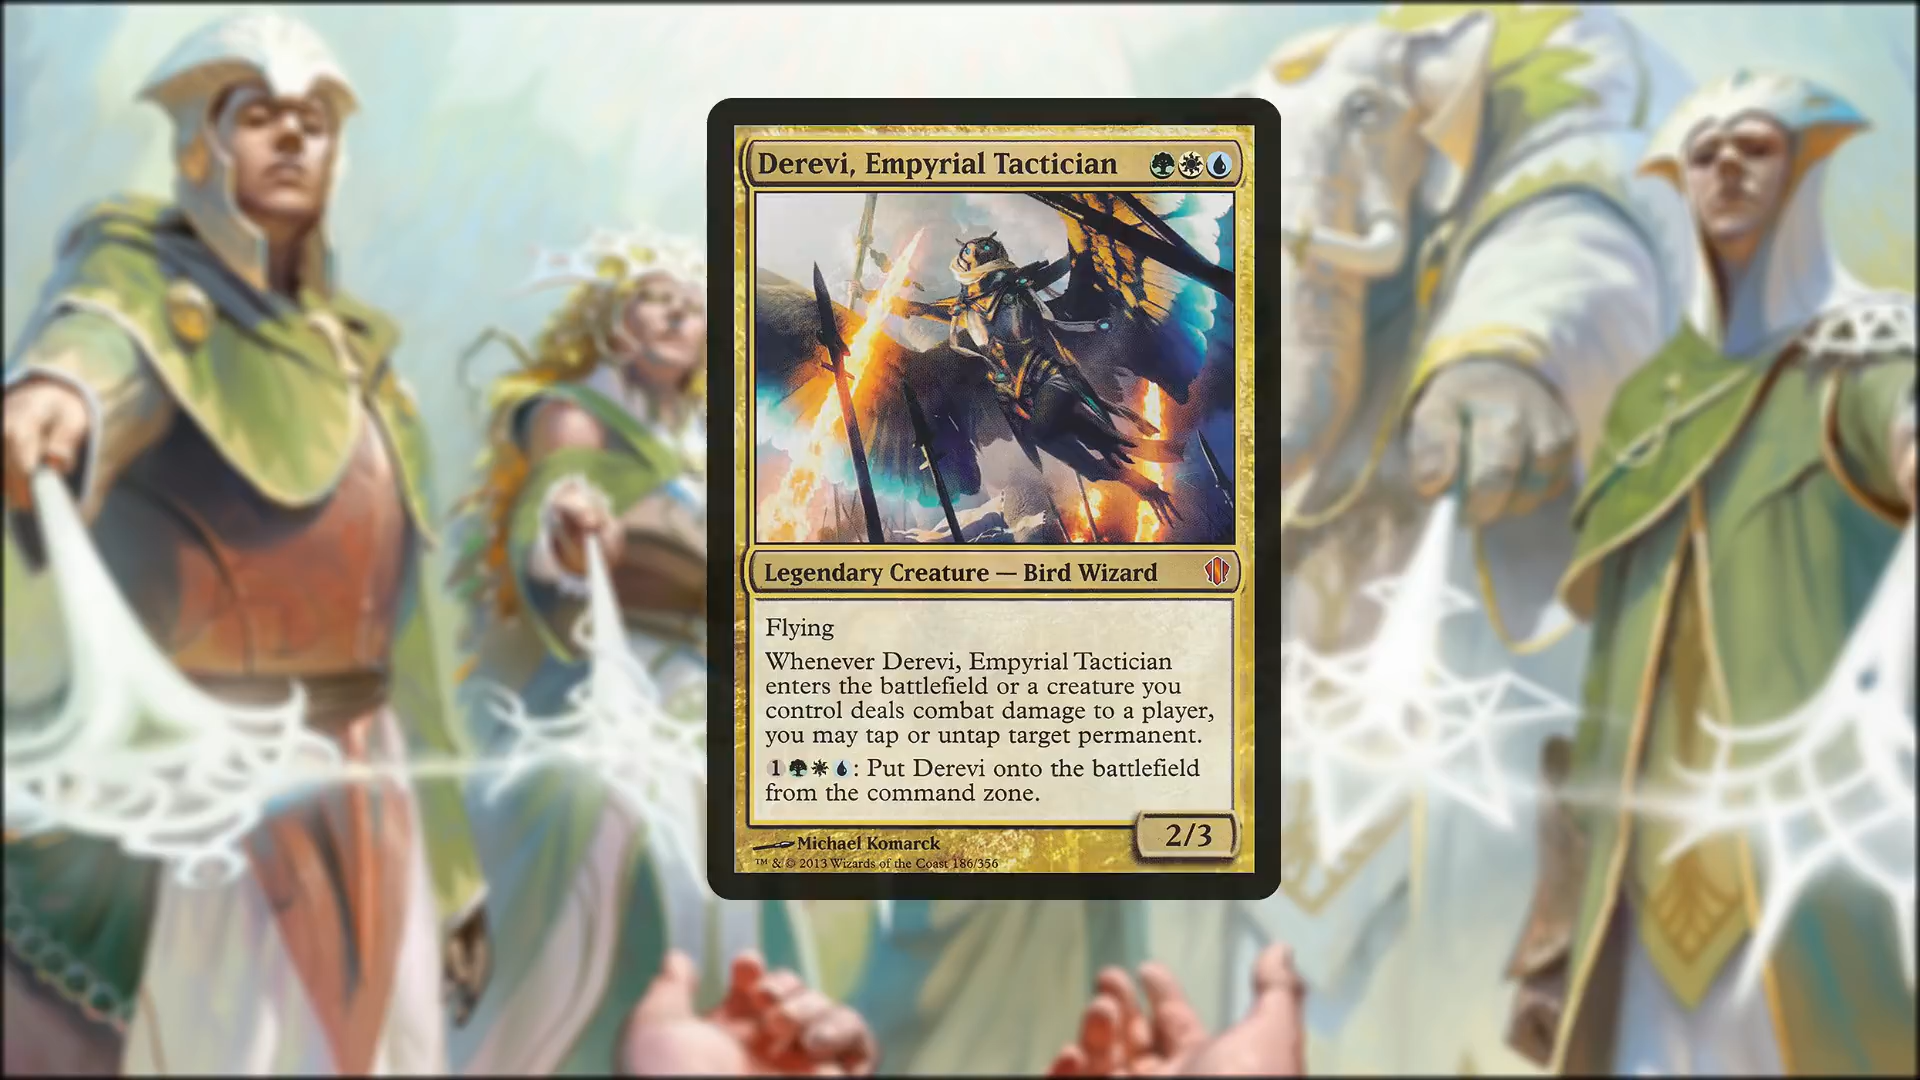 Derevi, Empyrial Tactician
Legendary Creature — Bird Wizard
Flying
Whenever Derevi, Empyrial Tactician
enters the battlefield or a creature you
control deals combat damage to a player,
you may tap or untap target permanent.
1 : Put Derevi onto the battlefield
from the command zone.
2/3
Michael Komarck
™ & © 2013 Wizards of the Coast 186/356